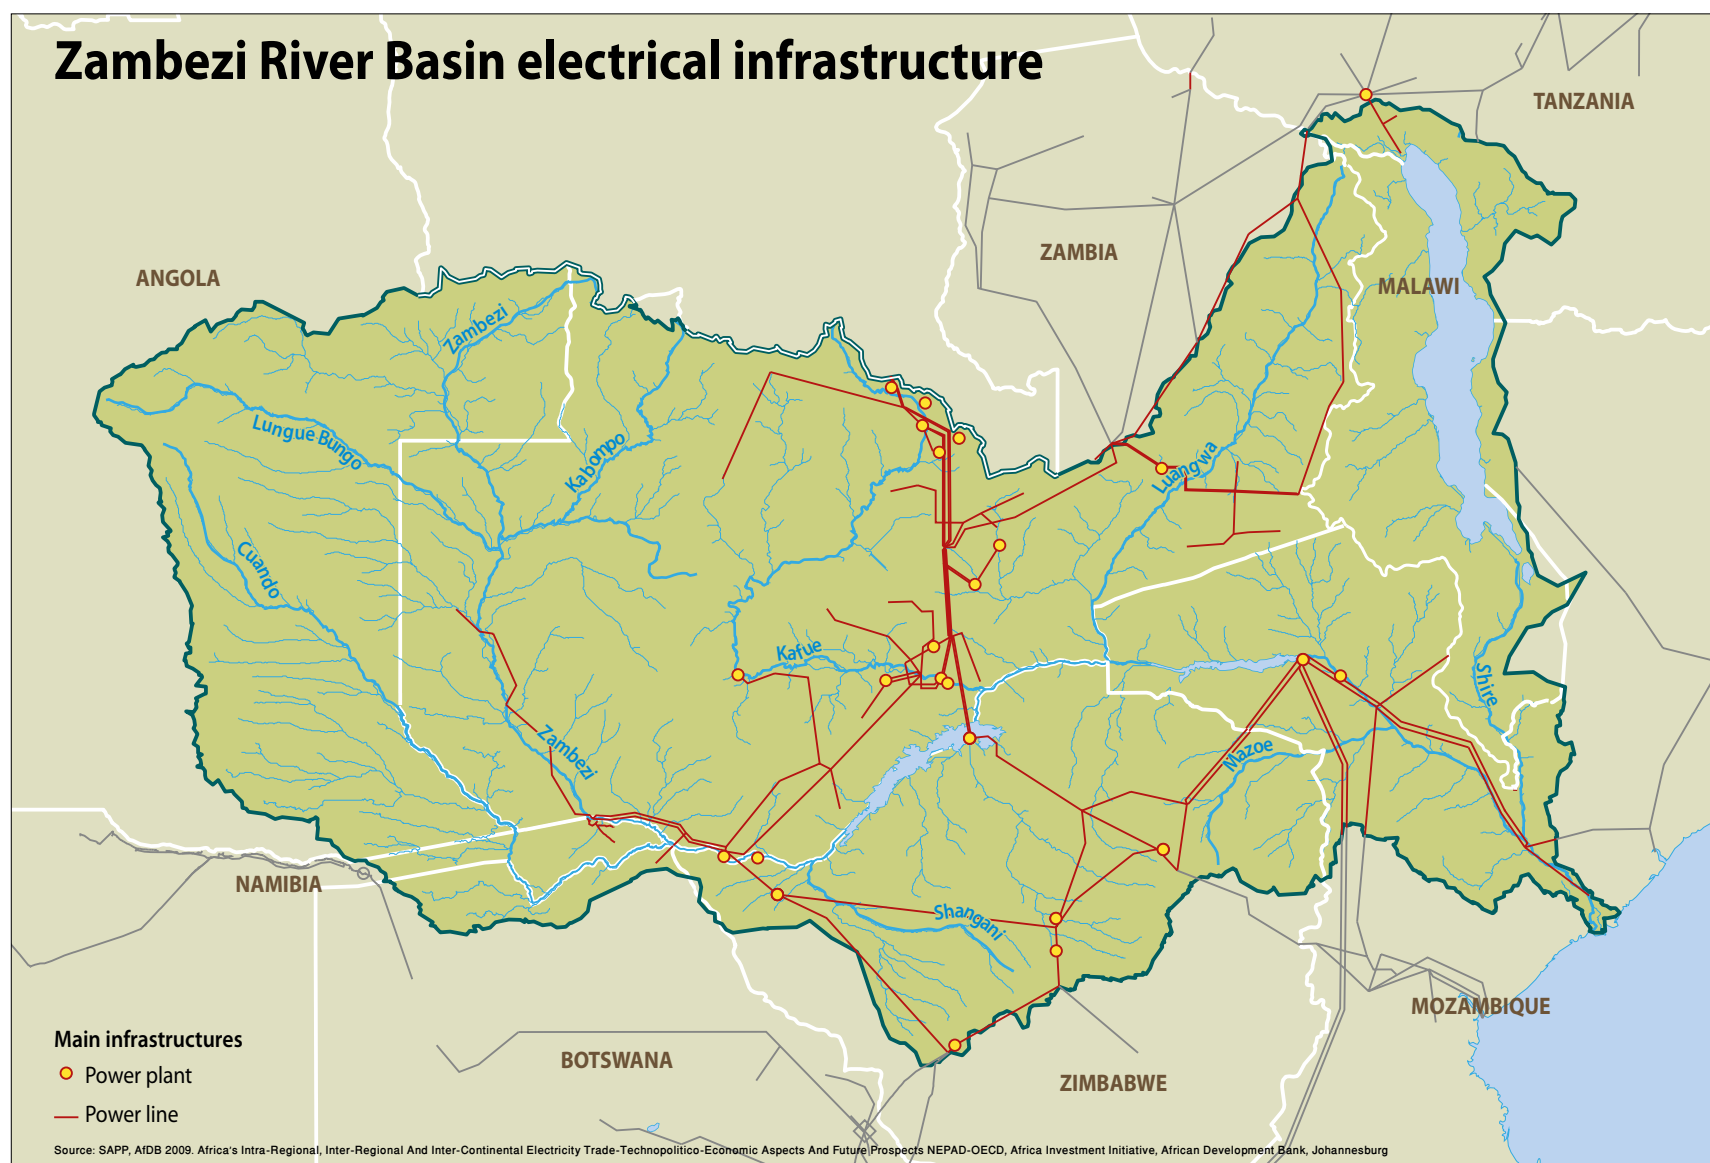 Zambezi River Basin electrical infrastructure
TANZANIA
ZAMBIA
ANGOLA
MALAWI
Zambezi
Lungue Bungo
Kabompo
Luangwa
Cuando
Kafue
Shire
Zambezi
Mazoe
NAMIBIA
Shangani
MOZAMBIQUE
BOTSWANA
ZIMBABWE
Main infrastructures
Power plant
Power line
Source: SAPP, AfDB 2009. Africa's Intra-Regional, Inter-Regional And Inter-Continental Electricity Trade-Technopolitico-Economic Aspects And Future Prospects NEPAD-OECD, Africa Investment Initiative, African Development Bank, Johannesburg